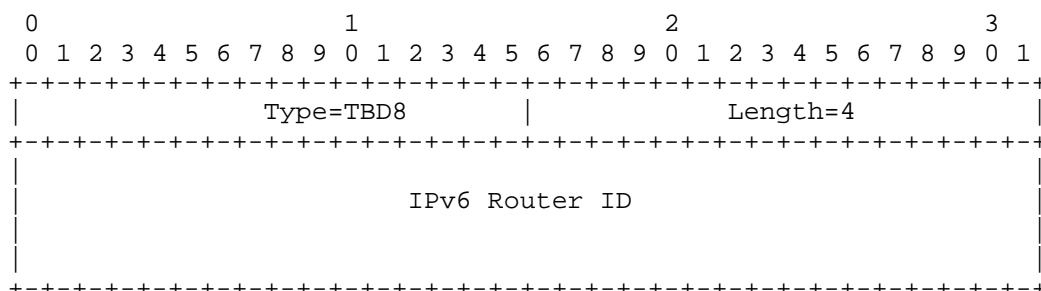 0                   1                   2                   3
0 1 2 3 4 5 6 7 8 9 0 1 2 3 4 5 6 7 8 9 0 1 2 3 4 5 6 7 8 9 0 1
+-+-+-+-+-+-+-+-+-+-+-+-+-+-+-+-+-+-+-+-+-+-+-+-+-+-+-+-+-+-+-+-+
|           Type=TBD8           |           Length=4            |
+-+-+-+-+-+-+-+-+-+-+-+-+-+-+-+-+-+-+-+-+-+-+-+-+-+-+-+-+-+-+-+-+
|                                                               |
|                        IPv6 Router ID                         |
|                                                               |
|                                                               |
+-+-+-+-+-+-+-+-+-+-+-+-+-+-+-+-+-+-+-+-+-+-+-+-+-+-+-+-+-+-+-+-+